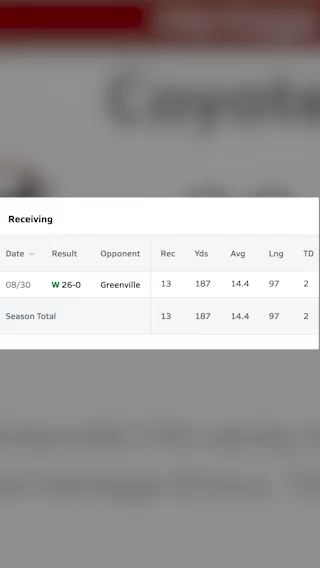 Coyote
Receiving
Date Result Opponent Rec Yds Avg Lng TD
08/30 W 26-0 Greenville 13 187 14.4 97 2
Season Total 13 187 14.4 97 2